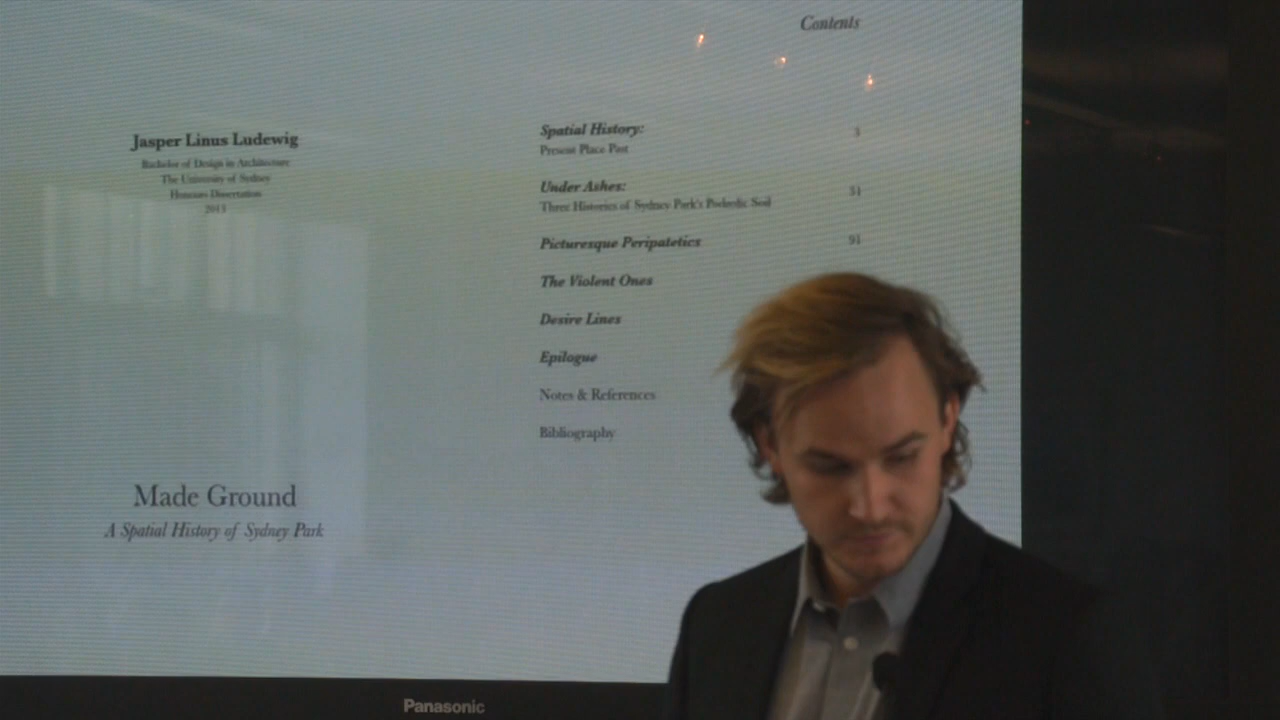 Contents
Jasper Linus Ludewig
Bachelor of Design in Architecture
The University of Sydney
Honours Dissertation
2013
Spatial History: 3
Present Place Past
Under Ashes: 31
Three Histories of Sydney Park's Podzolic Soil
Picturesque Peripatetics 91
The Violent Ones
Desire Lines
Epilogue
Notes & References
Bibliography
Made Ground
A Spatial History of Sydney Park
Panasonic